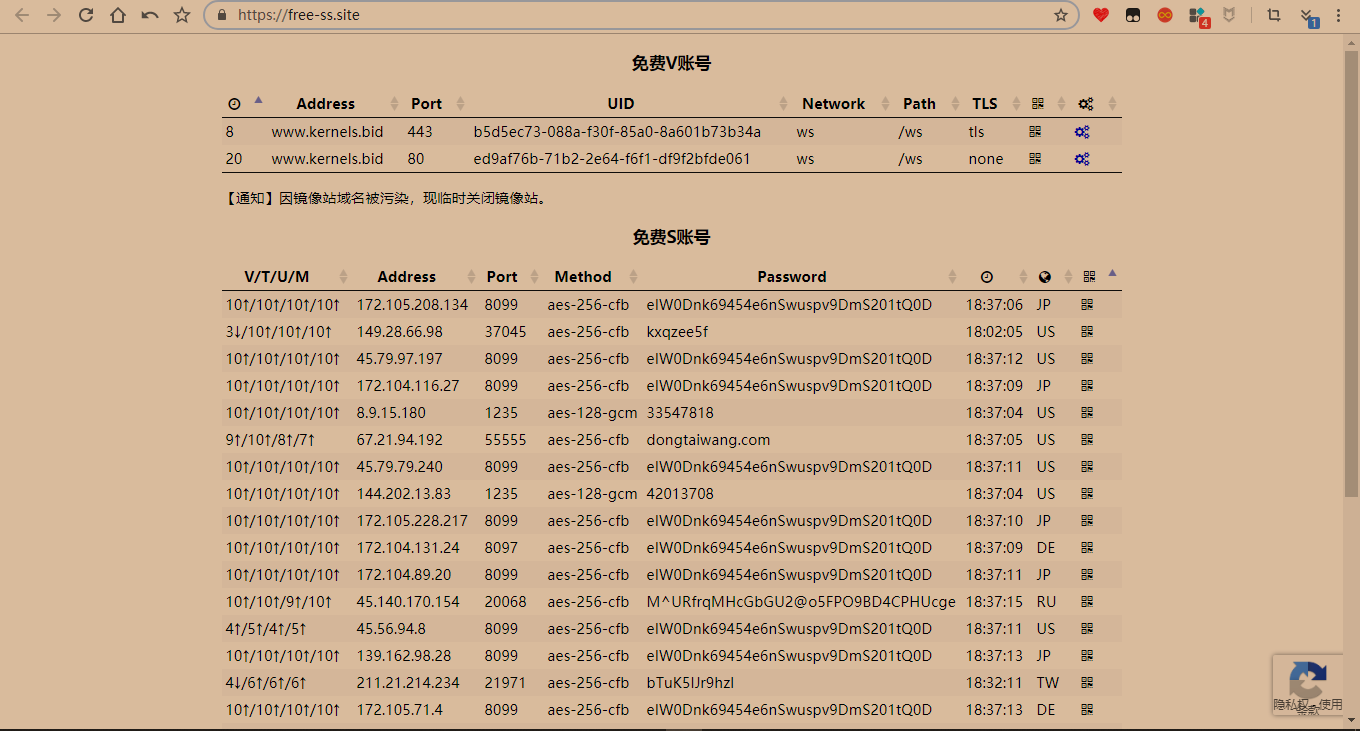 https://free-ss.site
4
1
免费V账号
Address Port UID Network Path TLS
8 www.kernels.bid 443 b5d5ec73-088a-f30f-85a0-8a601b73b34a ws /ws tls
20 www.kernels.bid 80 ed9af76b-71b2-2e64-f6f1-df9f2bfde061 ws /ws none
【通知】因镜像站域名被污染，现临时关闭镜像站。
免费S账号
V/T/U/M Address Port Method Password
10↑/10↑/10↑/10↑ 172.105.208.134 8099 aes-256-cfb eIW0Dnk69454e6nSwuspv9DmS201tQ0D 18:37:06 JP
3↓/10↑/10↑/10↑ 149.28.66.98 37045 aes-256-cfb kxqzee5f 18:02:05 US
10↑/10↑/10↑/10↑ 45.79.97.197 8099 aes-256-cfb eIW0Dnk69454e6nSwuspv9DmS201tQ0D 18:37:12 US
10↑/10↑/10↑/10↑ 172.104.116.27 8099 aes-256-cfb eIW0Dnk69454e6nSwuspv9DmS201tQ0D 18:37:09 JP
10↑/10↑/10↑/10↑ 8.9.15.180 1235 aes-128-gcm 33547818 18:37:04 US
9↑/10↑/8↑/7↑ 67.21.94.192 55555 aes-256-cfb dongtaiwang.com 18:37:05 US
10↑/10↑/10↑/10↑ 45.79.79.240 8099 aes-256-cfb eIW0Dnk69454e6nSwuspv9DmS201tQ0D 18:37:11 US
10↑/10↑/10↑/10↑ 144.202.13.83 1235 aes-128-gcm 42013708 18:37:04 US
10↑/10↑/10↑/10↑ 172.105.228.217 8099 aes-256-cfb eIW0Dnk69454e6nSwuspv9DmS201tQ0D 18:37:10 JP
10↑/10↑/10↑/10↑ 172.104.131.24 8097 aes-256-cfb eIW0Dnk69454e6nSwuspv9DmS201tQ0D 18:37:09 DE
10↑/10↑/10↑/10↑ 172.104.89.20 8099 aes-256-cfb eIW0Dnk69454e6nSwuspv9DmS201tQ0D 18:37:11 JP
10↑/10↑/9↑/10↑ 45.140.170.154 20068 aes-256-cfb M^URfrqMHcGbGU2@o5FPO9BD4CPHUcge 18:37:15 RU
4↑/5↑/4↑/5↑ 45.56.94.8 8099 aes-256-cfb eIW0Dnk69454e6nSwuspv9DmS201tQ0D 18:37:11 US
10↑/10↑/10↑/10↑ 139.162.98.28 8099 aes-256-cfb eIW0Dnk69454e6nSwuspv9DmS201tQ0D 18:37:13 JP
4↓/6↑/6↑/6↑ 211.21.214.234 21971 aes-256-cfb bTuK5IJr9hzI 18:32:11 TW
10↑/10↑/10↑/10↑ 172.105.71.4 8099 aes-256-cfb eIW0Dnk69454e6nSwuspv9DmS201tQ0D 18:37:13 DE
隐私权 - 使用
条款